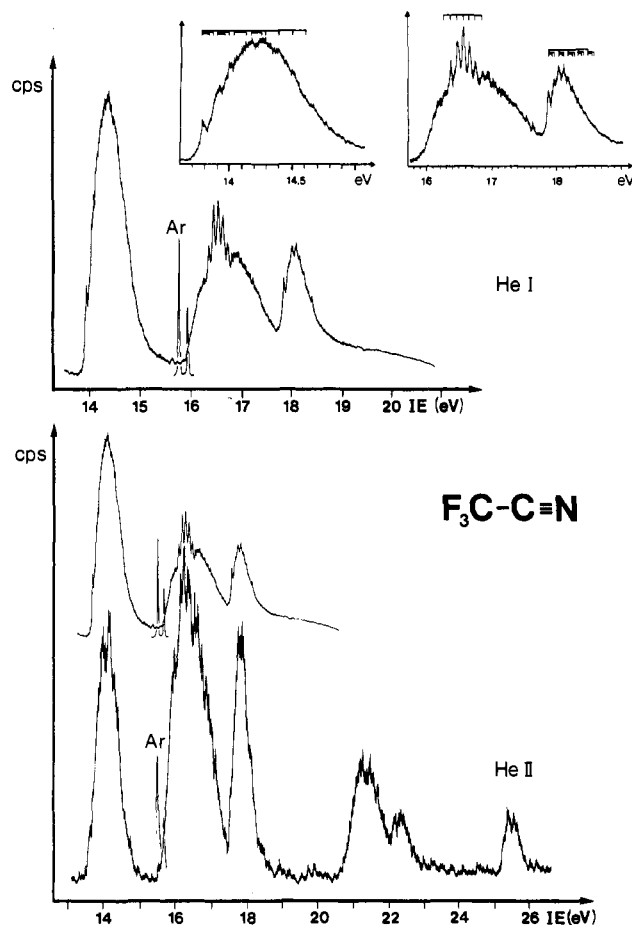 cps
14 14.5 eV
16 17 18 eV
Ar
He I
14 15 16 17 18 19 20 IE (eV)
cps
F₃C-C≡N
Ar
He II
14 16 18 20 22 24 26 IE(eV)